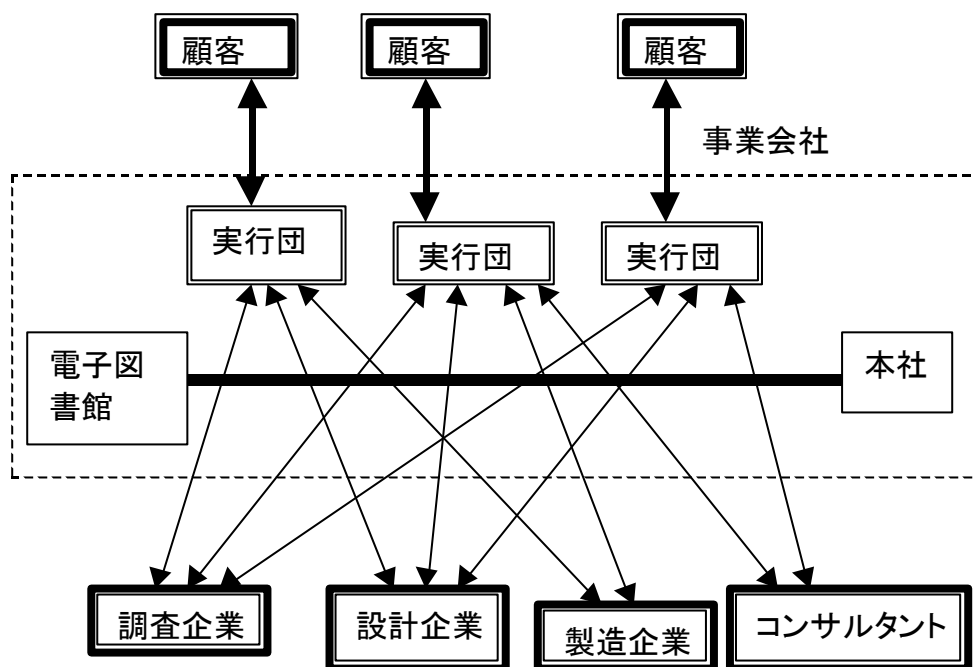 顧客
顧客
顧客
事業会社
実行団
実行団
実行団
電子図
書館
本社
調査企業
設計企業
製造企業
コンサルタント